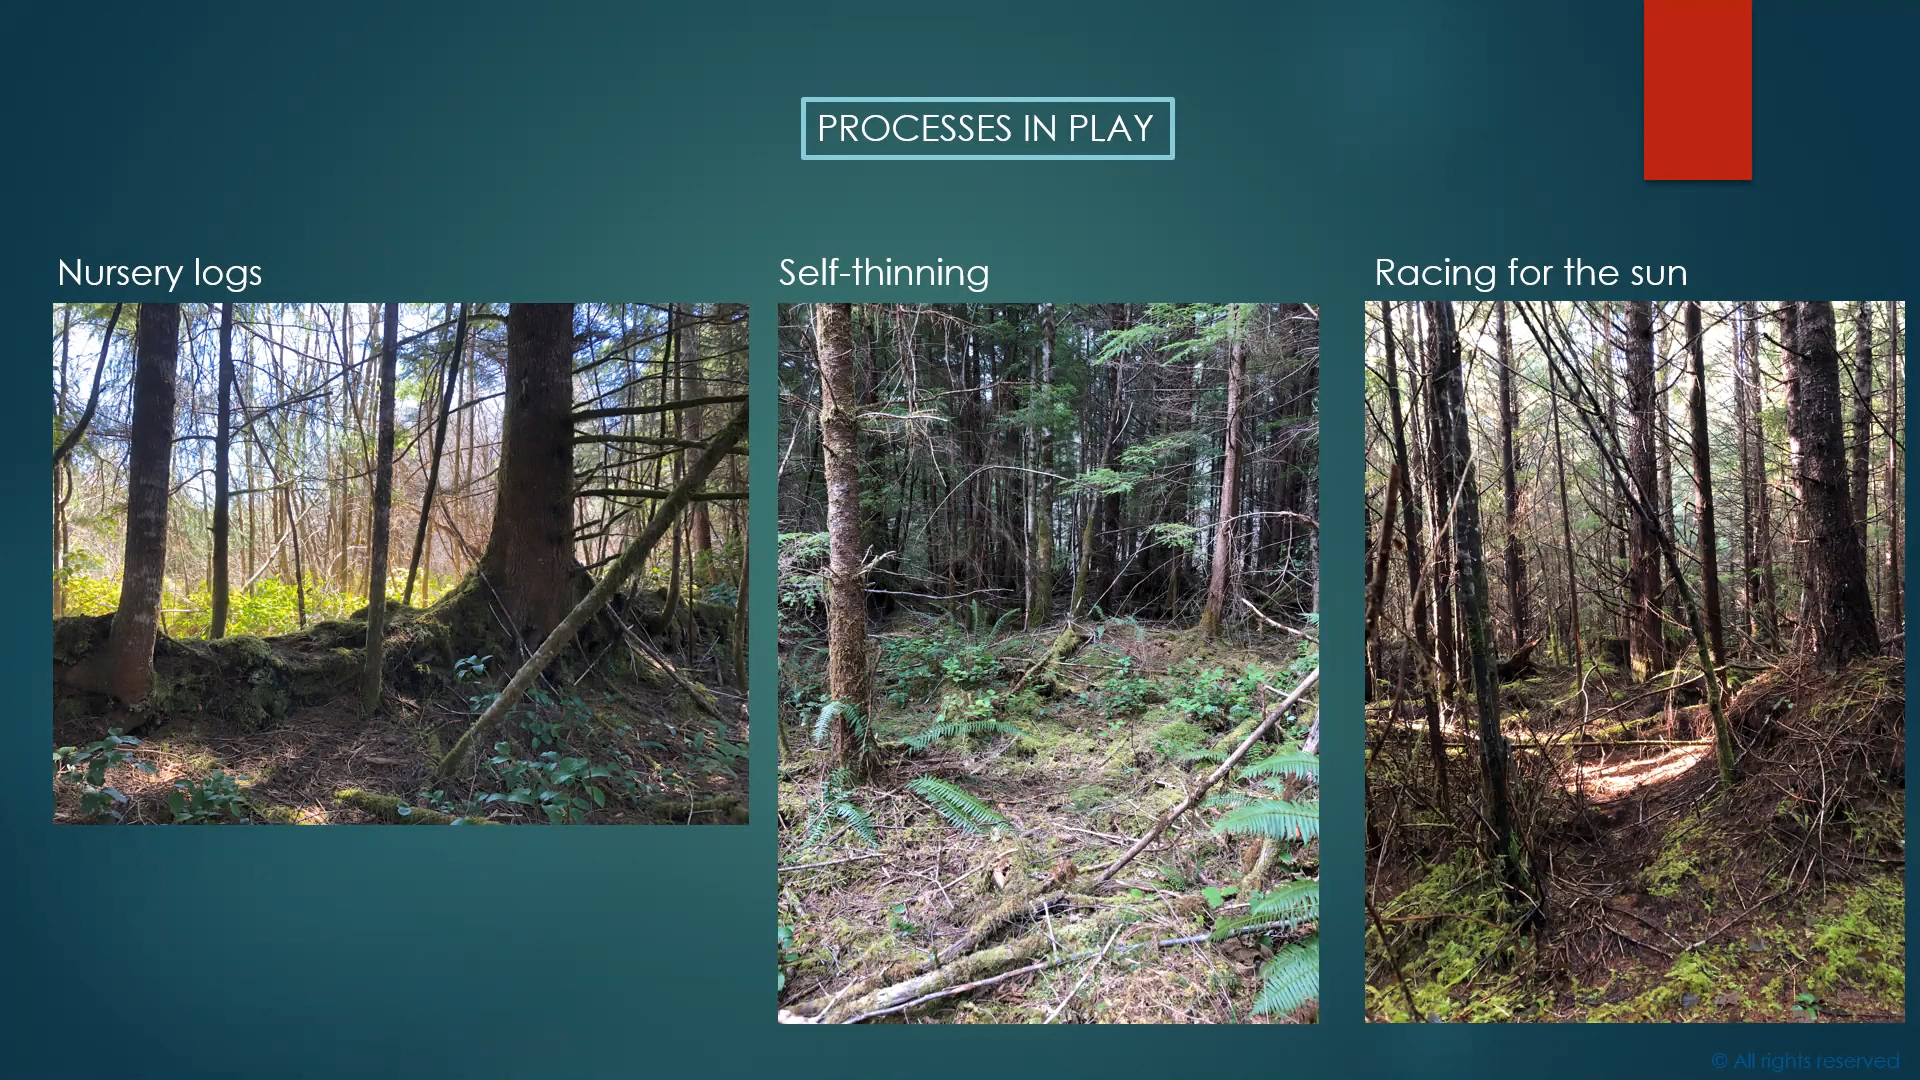 PROCESSES IN PLAY
Nursery logs
Self-thinning
Racing for the sun
© All rights reserved